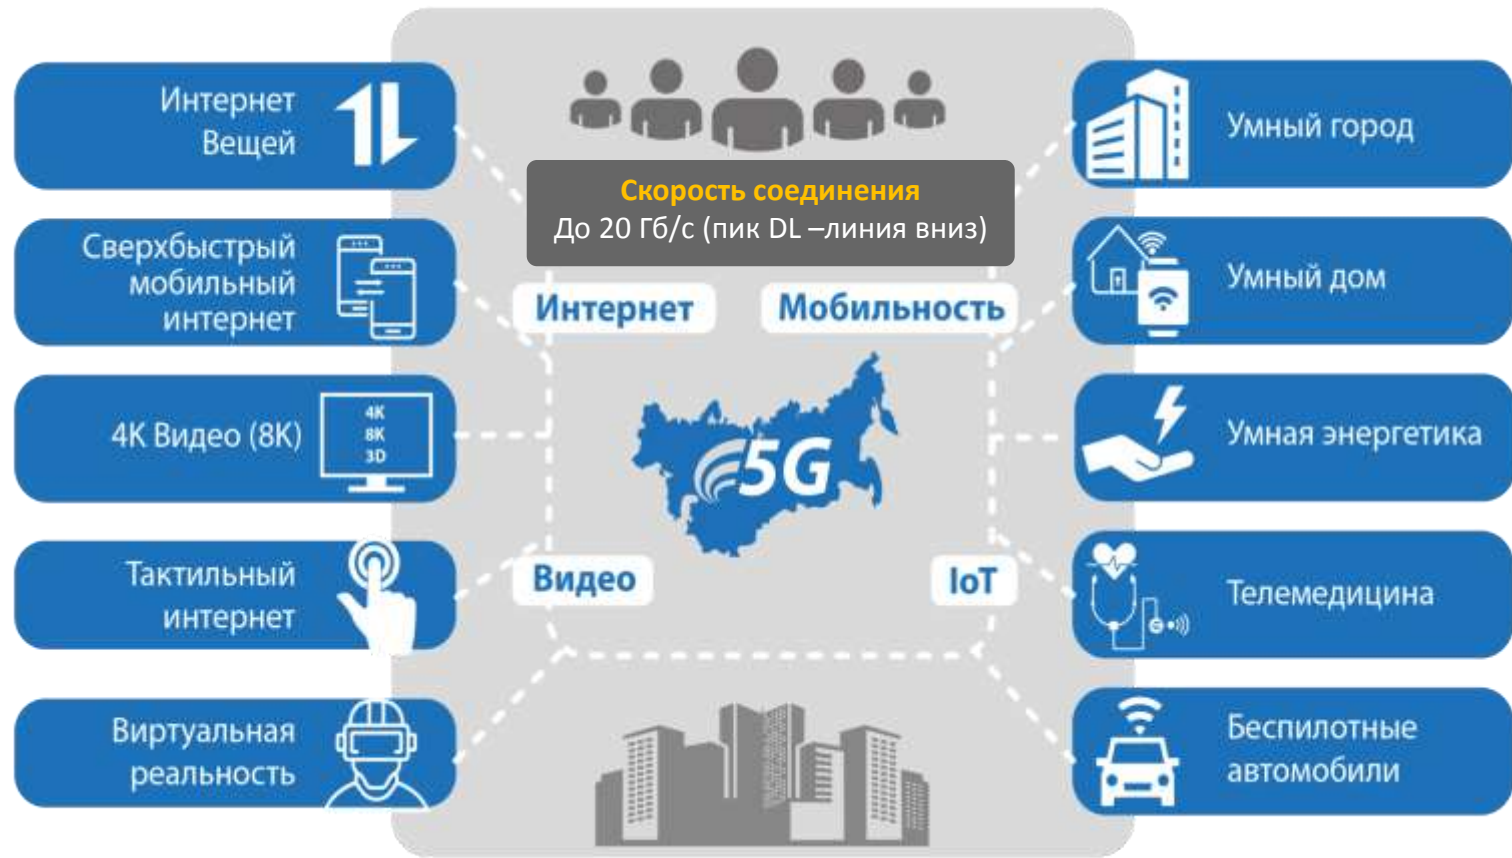 Интернет
Вещей
Сверхбыстрый
мобильный
интернет
4K Видео (8K)
4K
8K
3D
Тактильный
интернет
Виртуальная
реальность
Скорость соединения
До 20 Гб/с (пик DL –линия вниз)
Интернет
Мобильность
5G
Видео
IoT
Умный город
Умный дом
Умная энергетика
Телемедицина
Беспилотные
автомобили